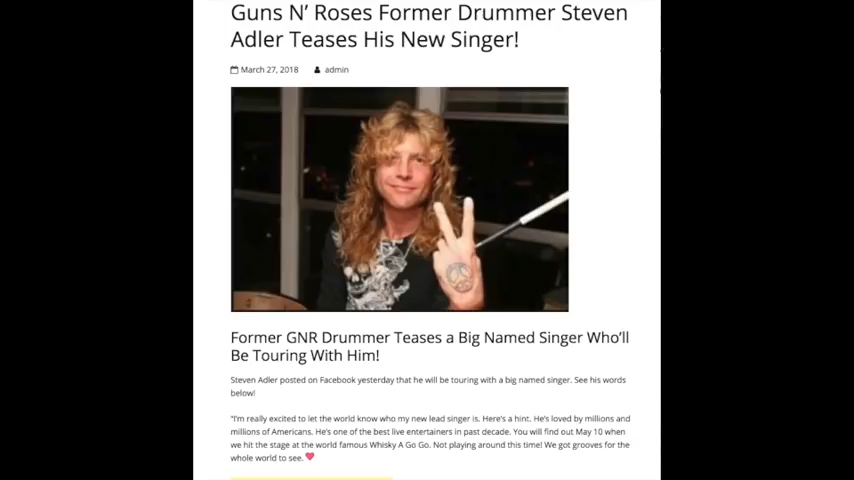 Guns N’ Roses Former Drummer Steven
Adler Teases His New Singer!
March 27, 2018 admin
Former GNR Drummer Teases a Big Named Singer Who’ll
Be Touring With Him!
Steven Adler posted on Facebook yesterday that he will be touring with a big named singer. See his words
below!
“I’m really excited to let the world know who my new lead singer is. Here’s a hint. He’s loved by millions and
millions of Americans. He’s one of the best live entertainers in past decade. You will find out May 10 when
we hit the stage at the world famous Whisky A Go Go. Not playing around this time! We got grooves for the
whole world to see. ❤